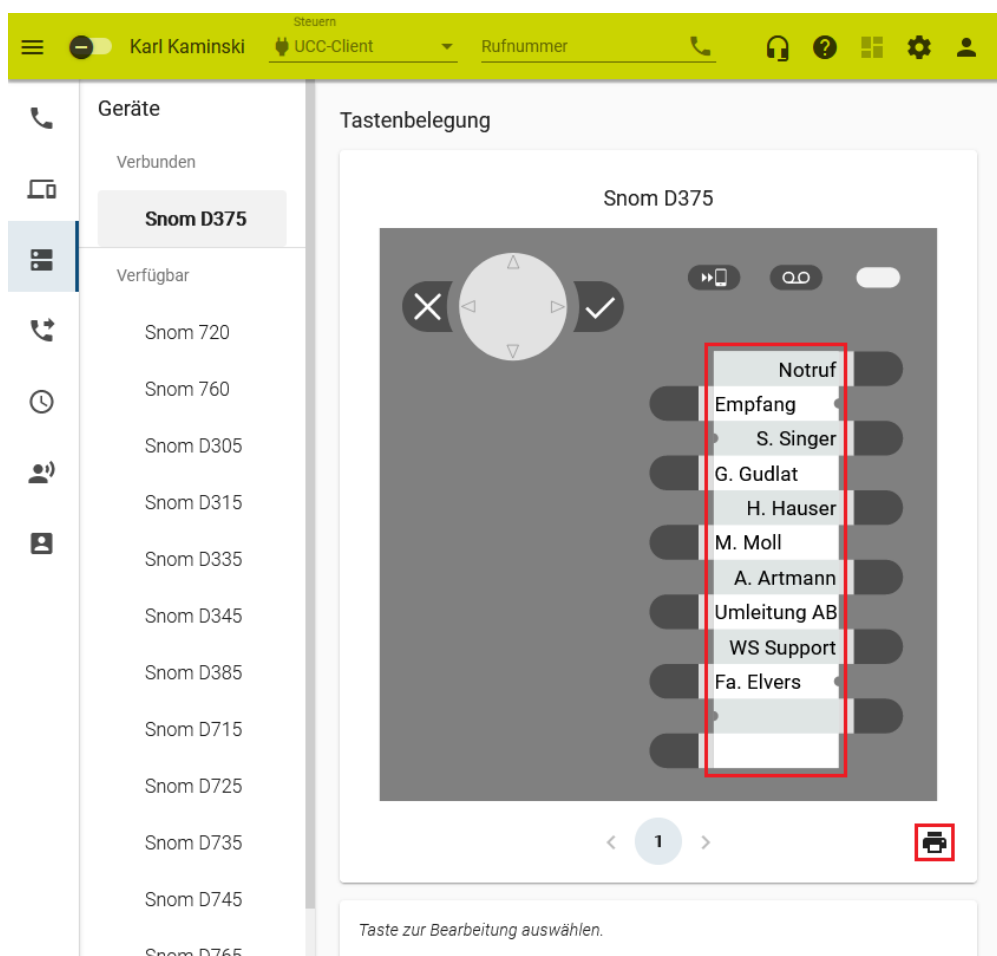 Steuern
Karl Kaminski
UCC-Client
Rufnummer
Geräte
Verbunden
Snom D375
Verfügbar
Snom 720
Snom 760
Snom D305
Snom D315
Snom D335
Snom D345
Snom D385
Snom D715
Snom D725
Snom D735
Snom D745
Snom D765
Tastenbelegung
Snom D375
Notruf
Empfang
S. Singer
G. Gudlat
H. Hauser
M. Moll
A. Artmann
Umleitung AB
WS Support
Fa. Elvers
1
Taste zur Bearbeitung auswählen.